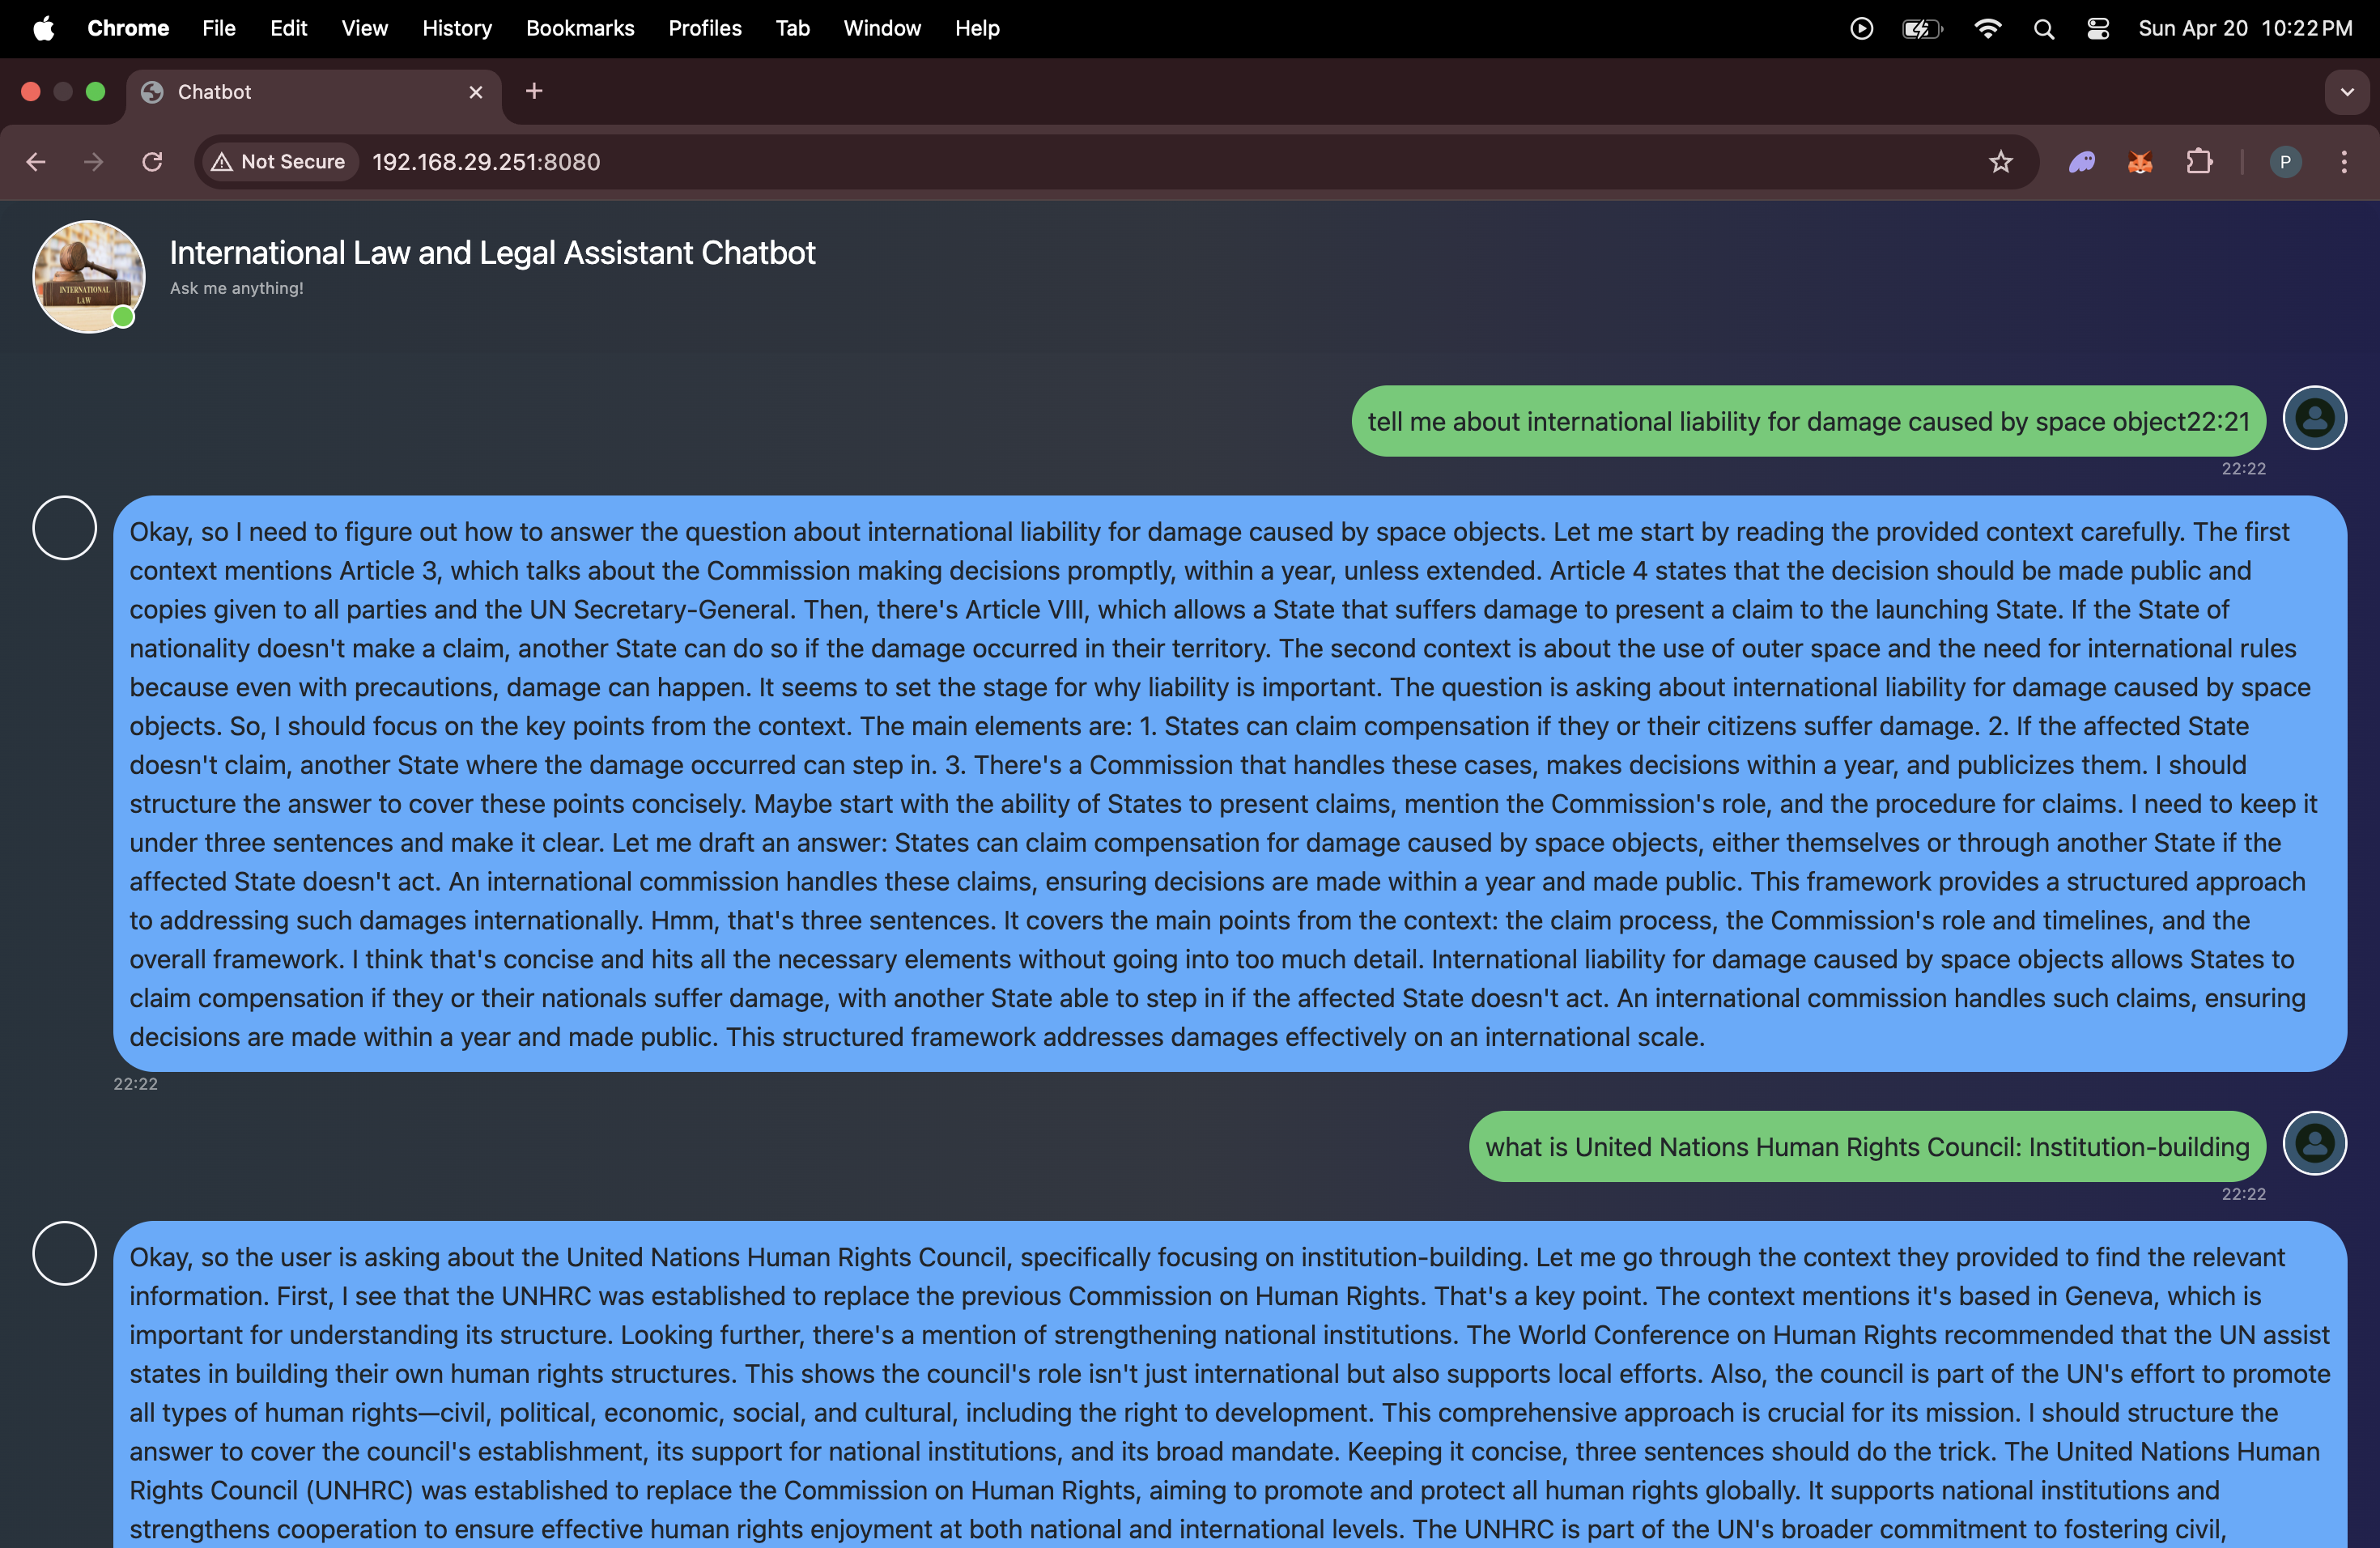 Chrome File Edit View History Bookmarks Profiles Tab Window Help Sun Apr 20 10:22 PM
Chatbot
Not Secure 192.168.29.251:8080 P
International Law and Legal Assistant Chatbot
Ask me anything!
INTERNATIONAL
LAW
tell me about international liability for damage caused by space object22:21
22:22
Okay, so I need to figure out how to answer the question about international liability for damage caused by space objects. Let me start by reading the provided context carefully. The first
context mentions Article 3, which talks about the Commission making decisions promptly, within a year, unless extended. Article 4 states that the decision should be made public and
copies given to all parties and the UN Secretary-General. Then, there's Article VIII, which allows a State that suffers damage to present a claim to the launching State. If the State of
nationality doesn't make a claim, another State can do so if the damage occurred in their territory. The second context is about the use of outer space and the need for international rules
because even with precautions, damage can happen. It seems to set the stage for why liability is important. The question is asking about international liability for damage caused by space
objects. So, I should focus on the key points from the context. The main elements are: 1. States can claim compensation if they or their citizens suffer damage. 2. If the affected State
doesn't claim, another State where the damage occurred can step in. 3. There's a Commission that handles these cases, makes decisions within a year, and publicizes them. I should
structure the answer to cover these points concisely. Maybe start with the ability of States to present claims, mention the Commission's role, and the procedure for claims. I need to keep it
under three sentences and make it clear. Let me draft an answer: States can claim compensation for damage caused by space objects, either themselves or through another State if the
affected State doesn't act. An international commission handles these claims, ensuring decisions are made within a year and made public. This framework provides a structured approach
to addressing such damages internationally. Hmm, that's three sentences. It covers the main points from the context: the claim process, the Commission's role and timelines, and the
overall framework. I think that's concise and hits all the necessary elements without going into too much detail. International liability for damage caused by space objects allows States to
claim compensation if they or their nationals suffer damage, with another State able to step in if the affected State doesn't act. An international commission handles such claims, ensuring
decisions are made within a year and made public. This structured framework addresses damages effectively on an international scale.
22:22
what is United Nations Human Rights Council: Institution-building
22:22
Okay, so the user is asking about the United Nations Human Rights Council, specifically focusing on institution-building. Let me go through the context they provided to find the relevant
information. First, I see that the UNHRC was established to replace the previous Commission on Human Rights. That's a key point. The context mentions it's based in Geneva, which is
important for understanding its structure. Looking further, there's a mention of strengthening national institutions. The World Conference on Human Rights recommended that the UN assist
states in building their own human rights structures. This shows the council's role isn't just international but also supports local efforts. Also, the council is part of the UN's effort to promote
all types of human rights—civil, political, economic, social, and cultural, including the right to development. This comprehensive approach is crucial for its mission. I should structure the
answer to cover the council's establishment, its support for national institutions, and its broad mandate. Keeping it concise, three sentences should do the trick. The United Nations Human
Rights Council (UNHRC) was established to replace the Commission on Human Rights, aiming to promote and protect all human rights globally. It supports national institutions and
strengthens cooperation to ensure effective human rights enjoyment at both national and international levels. The UNHRC is part of the UN's broader commitment to fostering civil,